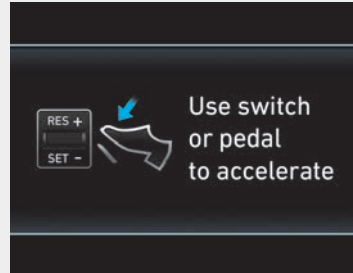 RES +
SET -
Use switch
or pedal
to accelerate